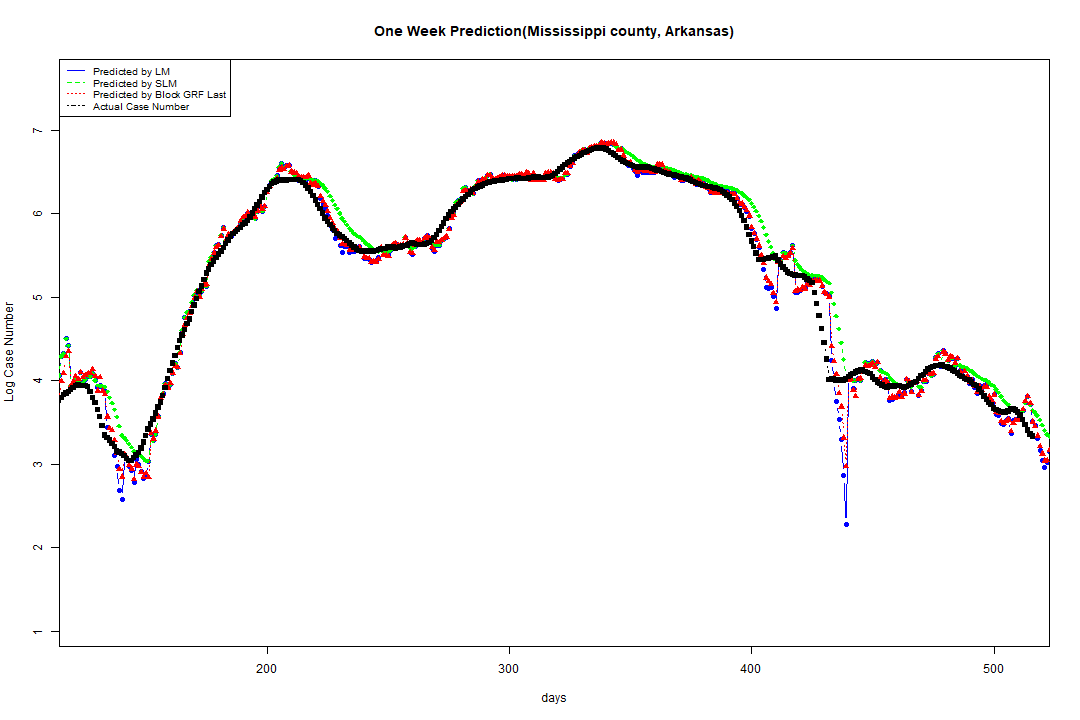 One Week Prediction(Mississippi county, Arkansas)
Predicted by LM
Predicted by SLM
Predicted by Block GRF Last
Actual Case Number
7
6
5
4
3
2
1
Log Case Number
200 300 400 500
days